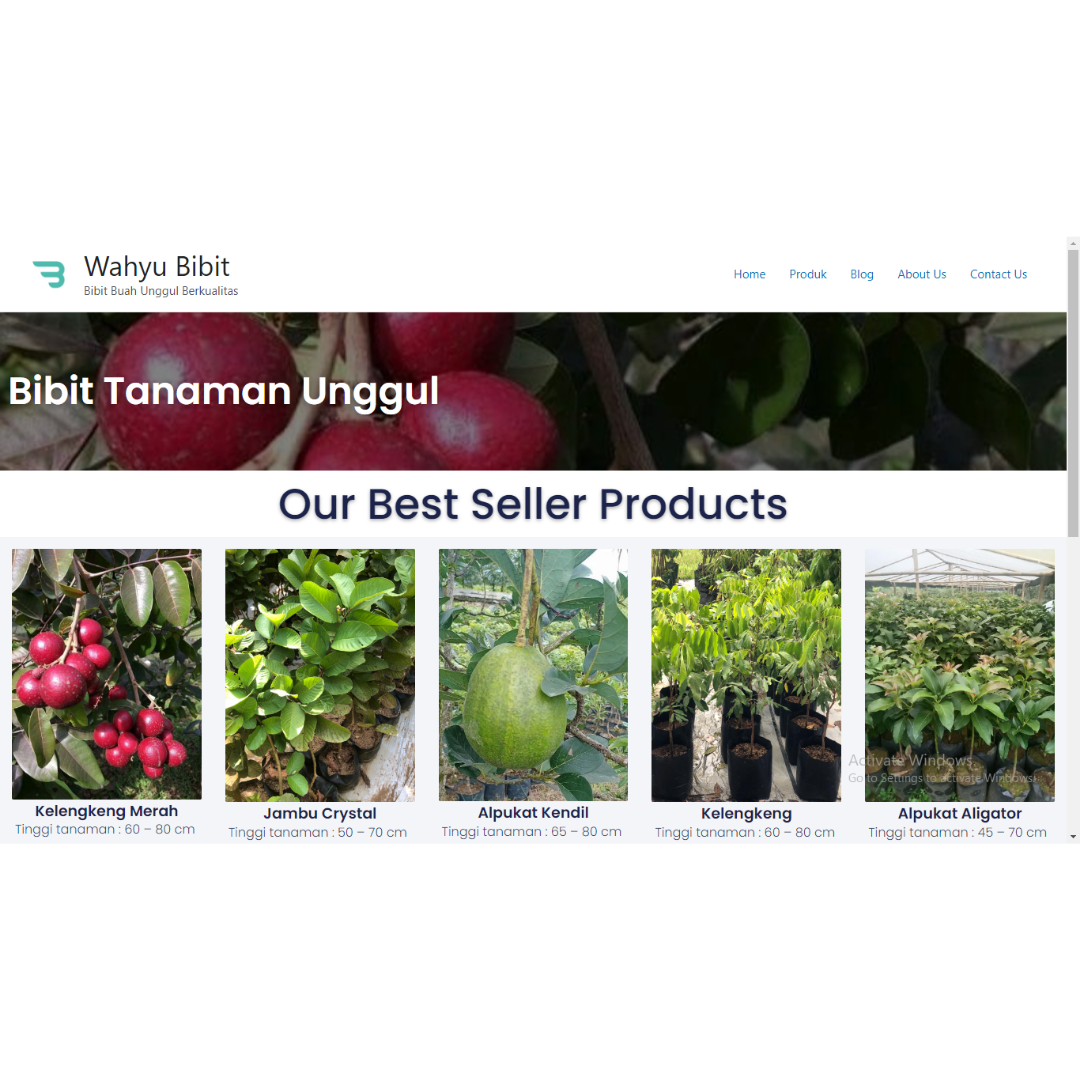 Wahyu Bibit
Bibit Buah Unggul Berkualitas
Home Produk Blog About Us Contact Us
Bibit Tanaman Unggul
Our Best Seller Products
Kelengkeng Merah
Tinggi tanaman : 60 – 80 cm
Jambu Crystal
Tinggi tanaman : 50 – 70 cm
Alpukat Kendil
Tinggi tanaman : 65 – 80 cm
Kelengkeng
Tinggi tanaman : 60 – 80 cm
Alpukat Aligator
Tinggi tanaman : 45 – 70 cm
Activate Windows
Go to Settings to activate Windows.